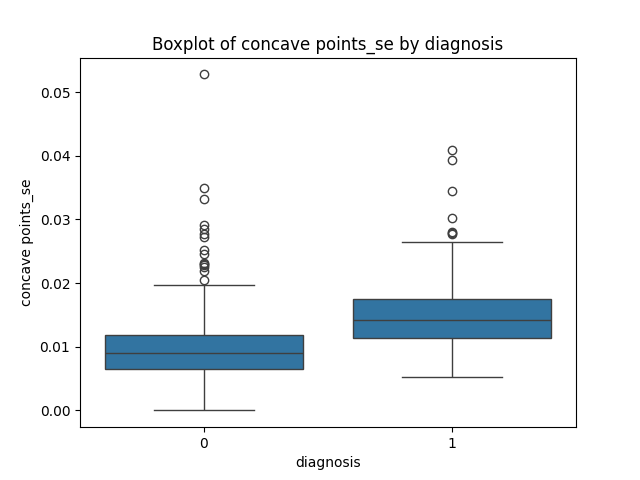 Boxplot of concave points_se by diagnosis
concave points_se
0.05
0.04
0.03
0.02
0.01
0.00
0 1
diagnosis